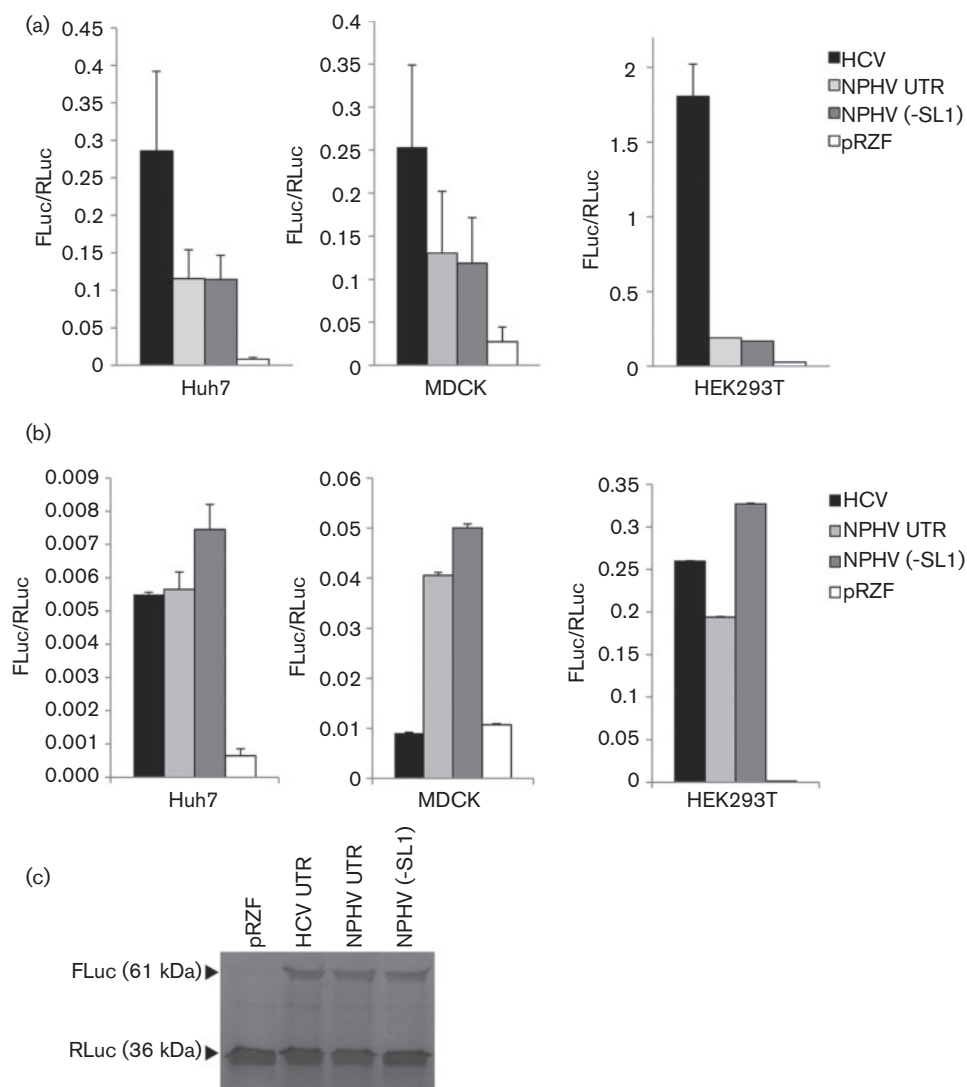 (a)
FLuc/RLuc
0.45
0.4
0.35
0.3
0.25
0.2
0.15
0.1
0.05
0
Huh7
FLuc/RLuc
0.4
0.35
0.3
0.25
0.20
0.15
0.10
0.05
0
MDCK
FLuc/RLuc
2
1.5
1
0.5
0
HEK293T
HCV
NPHV UTR
NPHV (-SL1)
pRZF
(b)
FLuc/RLuc
0.009
0.008
0.007
0.006
0.005
0.004
0.003
0.002
0.001
0.000
Huh7
FLuc/RLuc
0.06
0.05
0.04
0.03
0.02
0.01
0
MDCK
FLuc/RLuc
0.35
0.3
0.25
0.2
0.15
0.1
0.05
0
HEK293T
HCV
NPHV UTR
NPHV (-SL1)
pRZF
(c)
pRZF
HCV UTR
NPHV UTR
NPHV (-SL1)
FLuc (61 kDa)
RLuc (36 kDa)